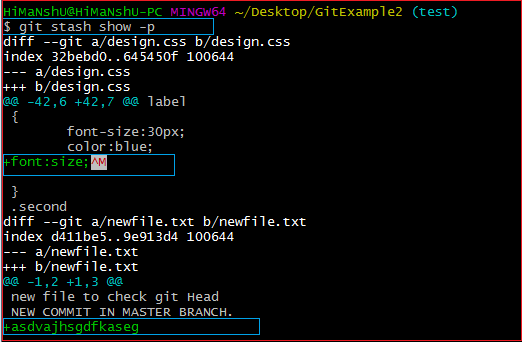 HiMaNshU@HiMaNshU-PC MINGW64 ~/Desktop/GitExample2 (test)
$ git stash show -p
diff --git a/design.css b/design.css
index 32bebd0..645450f 100644
--- a/design.css
+++ b/design.css
@@ -42,6 +42,7 @@ label
 {
        font-size:30px;
        color:blue;
+font:size;^M

 }
 .second
diff --git a/newfile.txt b/newfile.txt
index d411be5..9e913d4 100644
--- a/newfile.txt
+++ b/newfile.txt
@@ -1,2 +1,3 @@
 new file to check git Head
 NEW COMMIT IN MASTER BRANCH.
+asdvajhsgdfkaseg